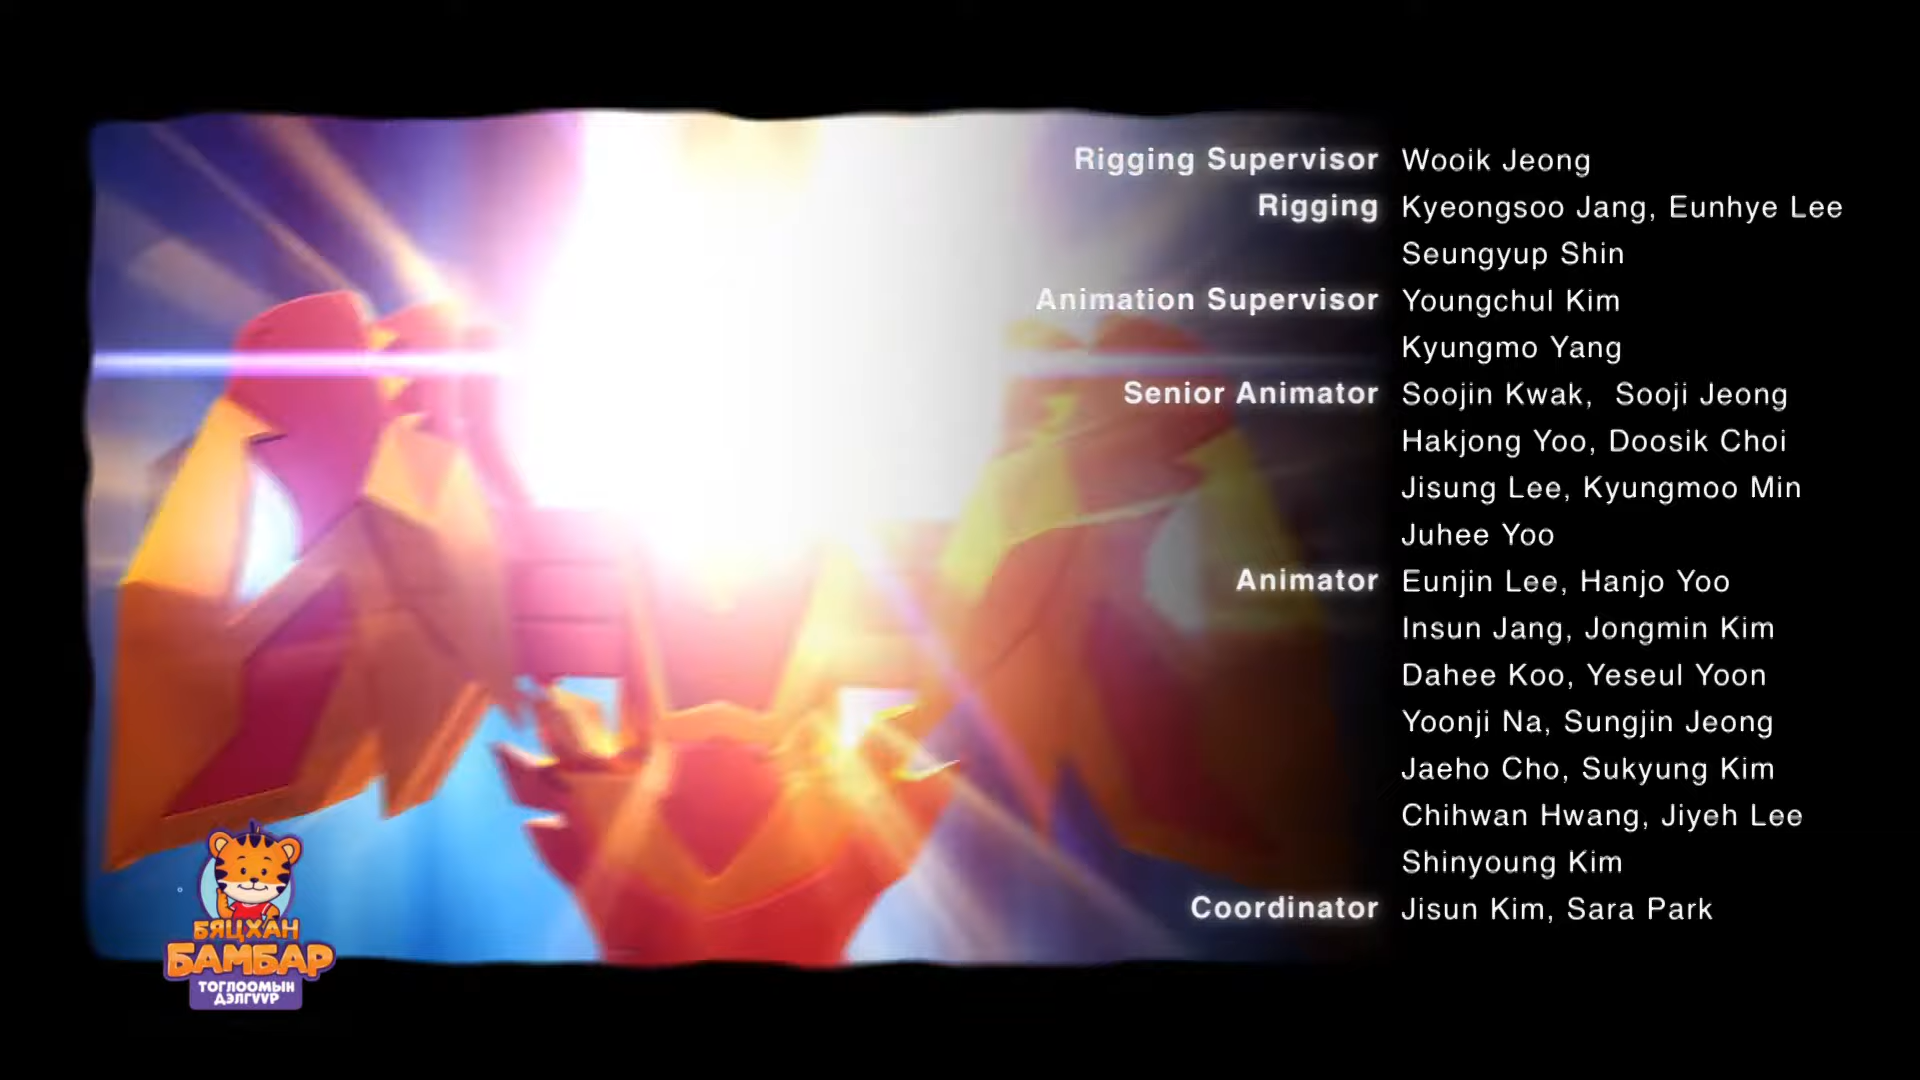 Rigging Supervisor Wooik Jeong
Rigging Kyeongsoo Jang, Eunhye Lee
Seungyup Shin
Animation Supervisor Youngchul Kim
Kyungmo Yang
Senior Animator Soojin Kwak, Sooji Jeong
Hakjong Yoo, Doosik Choi
Jisung Lee, Kyungmoo Min
Juhee Yoo
Animator Eunjin Lee, Hanjo Yoo
Insun Jang, Jongmin Kim
Dahee Koo, Yeseul Yoon
Yoonji Na, Sungjin Jeong
Jaeho Cho, Sukyung Kim
Chihwan Hwang, Jiyeh Lee
Shinyoung Kim
Coordinator Jisun Kim, Sara Park
БЯЦХАН
БАМБАР
ТОГЛООМЫН
ДЭЛГҮҮР